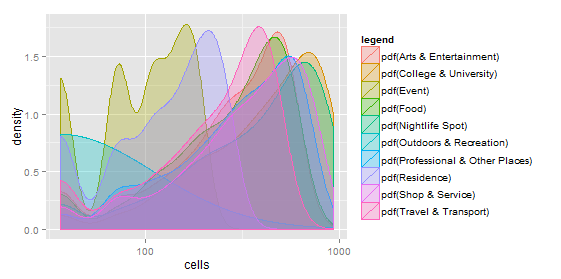 legend
pdf(Arts & Entertainment)
pdf(College & University)
pdf(Event)
pdf(Food)
pdf(Nightlife Spot)
pdf(Outdoors & Recreation)
pdf(Professional & Other Places)
pdf(Residence)
pdf(Shop & Service)
pdf(Travel & Transport)
density
1.5
1.0
0.5
0.0
100
1000
cells